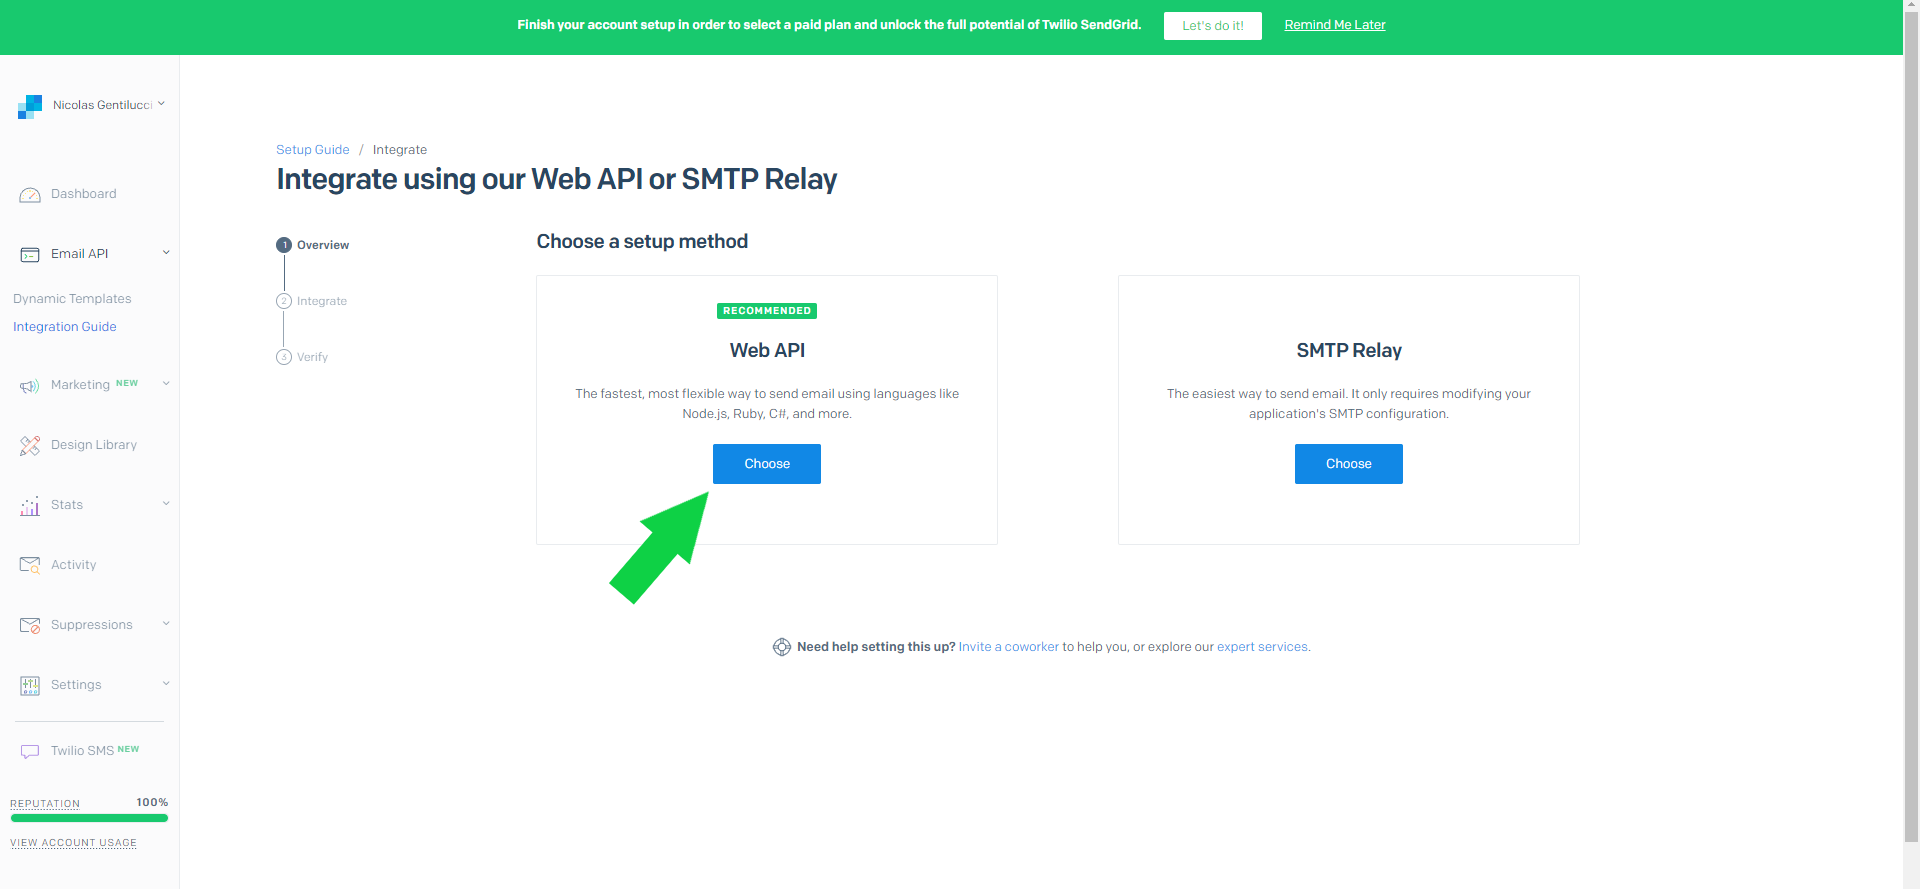 Finish your account setup in order to select a paid plan and unlock the full potential of Twilio SendGrid. Let's do it! Remind Me Later
Nicolas Gentilucci
Dashboard
Email API
Dynamic Templates
Integration Guide
Marketing NEW
Design Library
Stats
Activity
Suppressions
Settings
Twilio SMS NEW
REPUTATION 100%
VIEW ACCOUNT USAGE
Setup Guide / Integrate
Integrate using our Web API or SMTP Relay
1 Overview
2 Integrate
3 Verify
Choose a setup method
RECOMMENDED
Web API
The fastest, most flexible way to send email using languages like
Node.js, Ruby, C#, and more.
Choose
SMTP Relay
The easiest way to send email. It only requires modifying your
application's SMTP configuration.
Choose
Need help setting this up? Invite a coworker to help you, or explore our expert services.